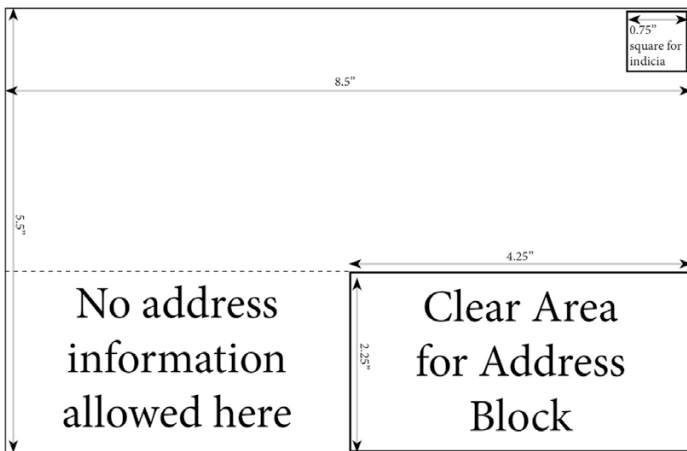 0.75”
square for
indicia
8.5”
5.5”
4.25”
No address
information
allowed here
2.25”
Clear Area
for Address
Block